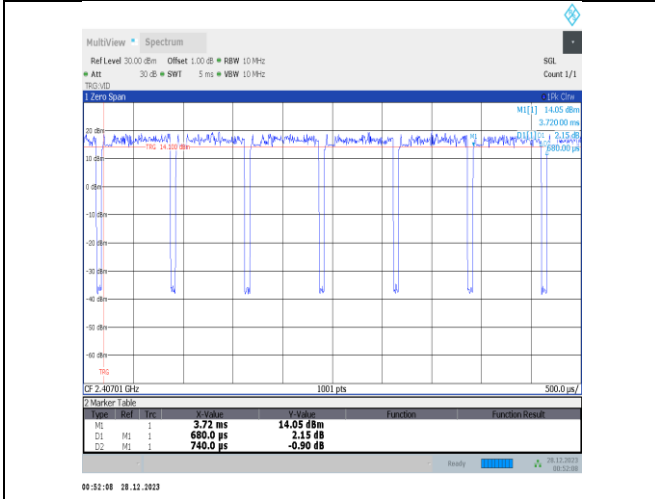 MultiView Spectrum
Ref Level 30.00 dBm Offset 1.00 dB RBW 10 MHz SGL
Att 30 dB SWT 5 ms VBW 10 MHz Count 1/1
TRG:VID
1 Zero Span 1Pk Clrw
M1[1] 14.05 dBm
3.720 00 ms
20 dBm M1 D1[1] D1 2.15 dB
TRG 14.100 dBm 680.00 µs
10 dBm
0 dBm
-10 dBm
-20 dBm
-30 dBm
-40 dBm
-50 dBm
-60 dBm
TRG
CF 2.40701 GHz 1001 pts 500.0 µs/
2 Marker Table
Type Ref Trc X-Value Y-Value Function Function Result
M1 1 3.72 ms 14.05 dBm
D1 M1 1 680.0 µs 2.15 dB
D2 M1 1 740.0 µs -0.90 dB
Ready 28.12.2023
00:52:08
00:52:08 28.12.2023